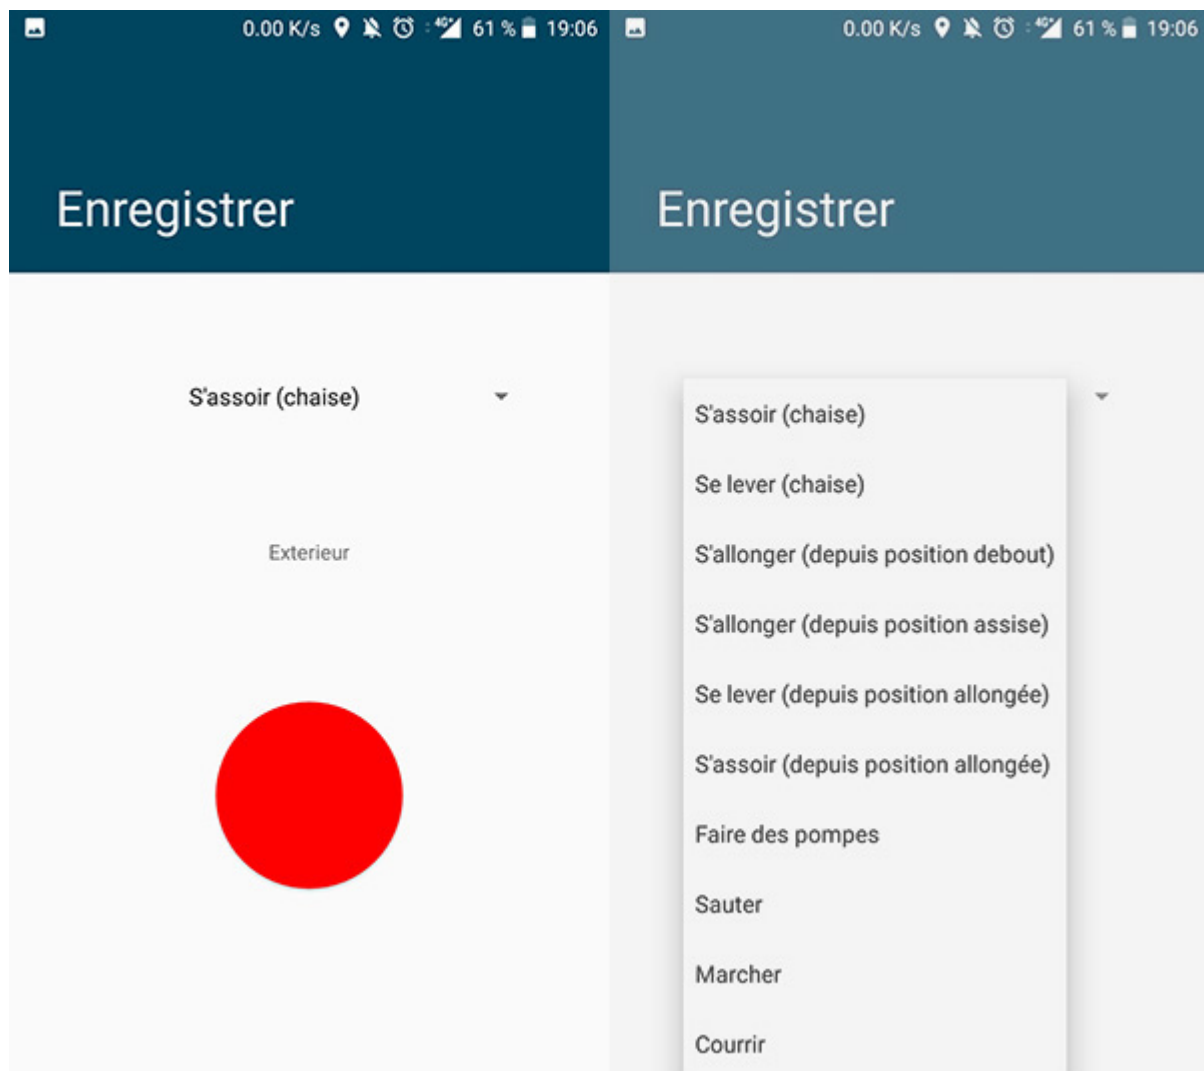 0.00 K/s 4G 61 % 19:06
Enregistrer
S'assoir (chaise)
Exterieur
0.00 K/s 4G 61 % 19:06
Enregistrer
S'assoir (chaise)
Se lever (chaise)
S'allonger (depuis position debout)
S'allonger (depuis position assise)
Se lever (depuis position allongée)
S'assoir (depuis position allongée)
Faire des pompes
Sauter
Marcher
Courrir